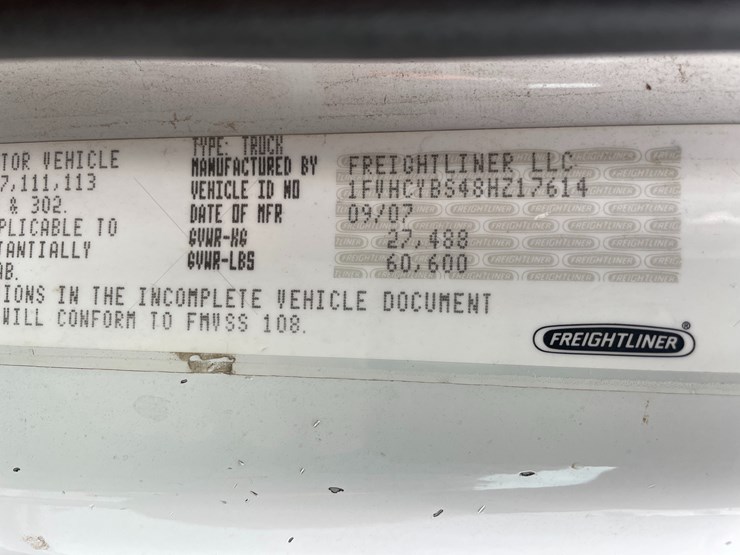 TYPE: TRUCK
TOR VEHICLE MANUFACTURED BY FREIGHTLINER LLC
7,111,113 VEHICLE ID NO 1FVHCYBS48HZ17614
& 302. DATE OF MFR 09/07
PLICABLE TO GVWR-KG 27,488
TANTIALLY GVWR-LBS 60,600
AB.
IONS IN THE INCOMPLETE VEHICLE DOCUMENT
WILL CONFORM TO FMVSS 108.
FREIGHTLINER®